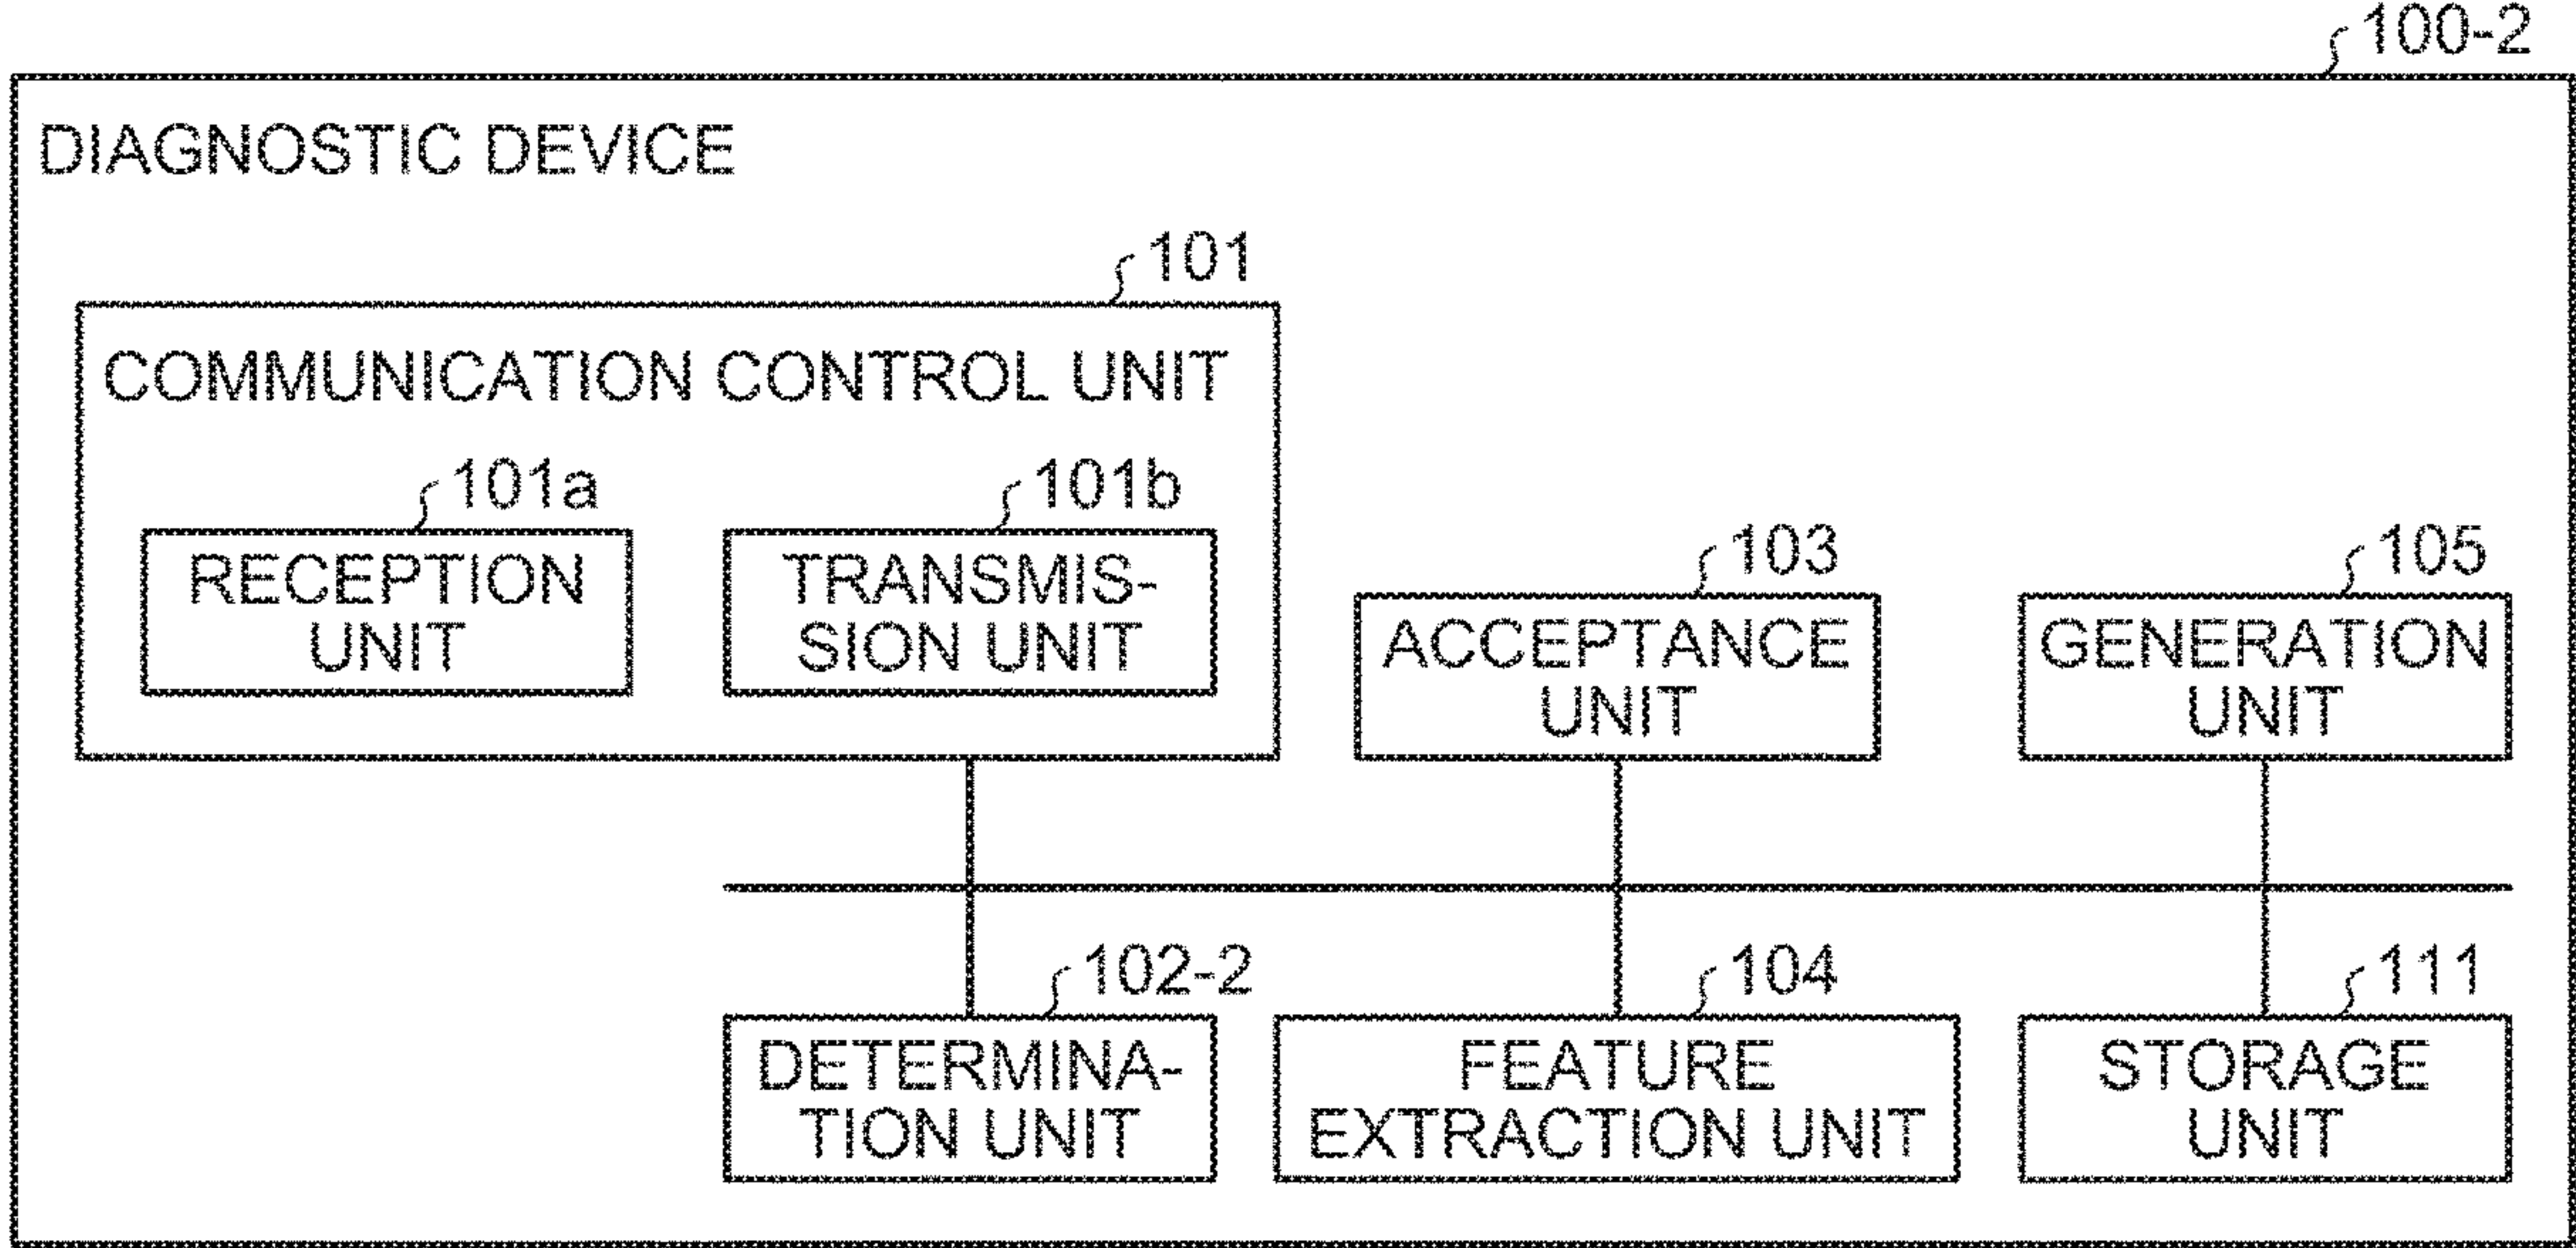 100-2
DIAGNOSTIC DEVICE
101
COMMUNICATION CONTROL UNIT
101a
RECEPTION
UNIT
101b
TRANSMIS-
SION UNIT
103
ACCEPTANCE
UNIT
105
GENERATION
UNIT
102-2
DETERMINA-
TION UNIT
104
FEATURE
EXTRACTION UNIT
111
STORAGE
UNIT